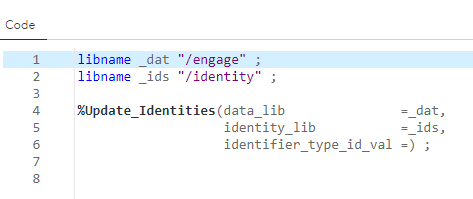 Code
1 libname _dat "/engage" ;
2 libname _ids "/identity" ;
3
4 %Update_Identities(data_lib =_dat,
5 identity_lib =_ids,
6 identifier_type_id_val =) ;
7
8